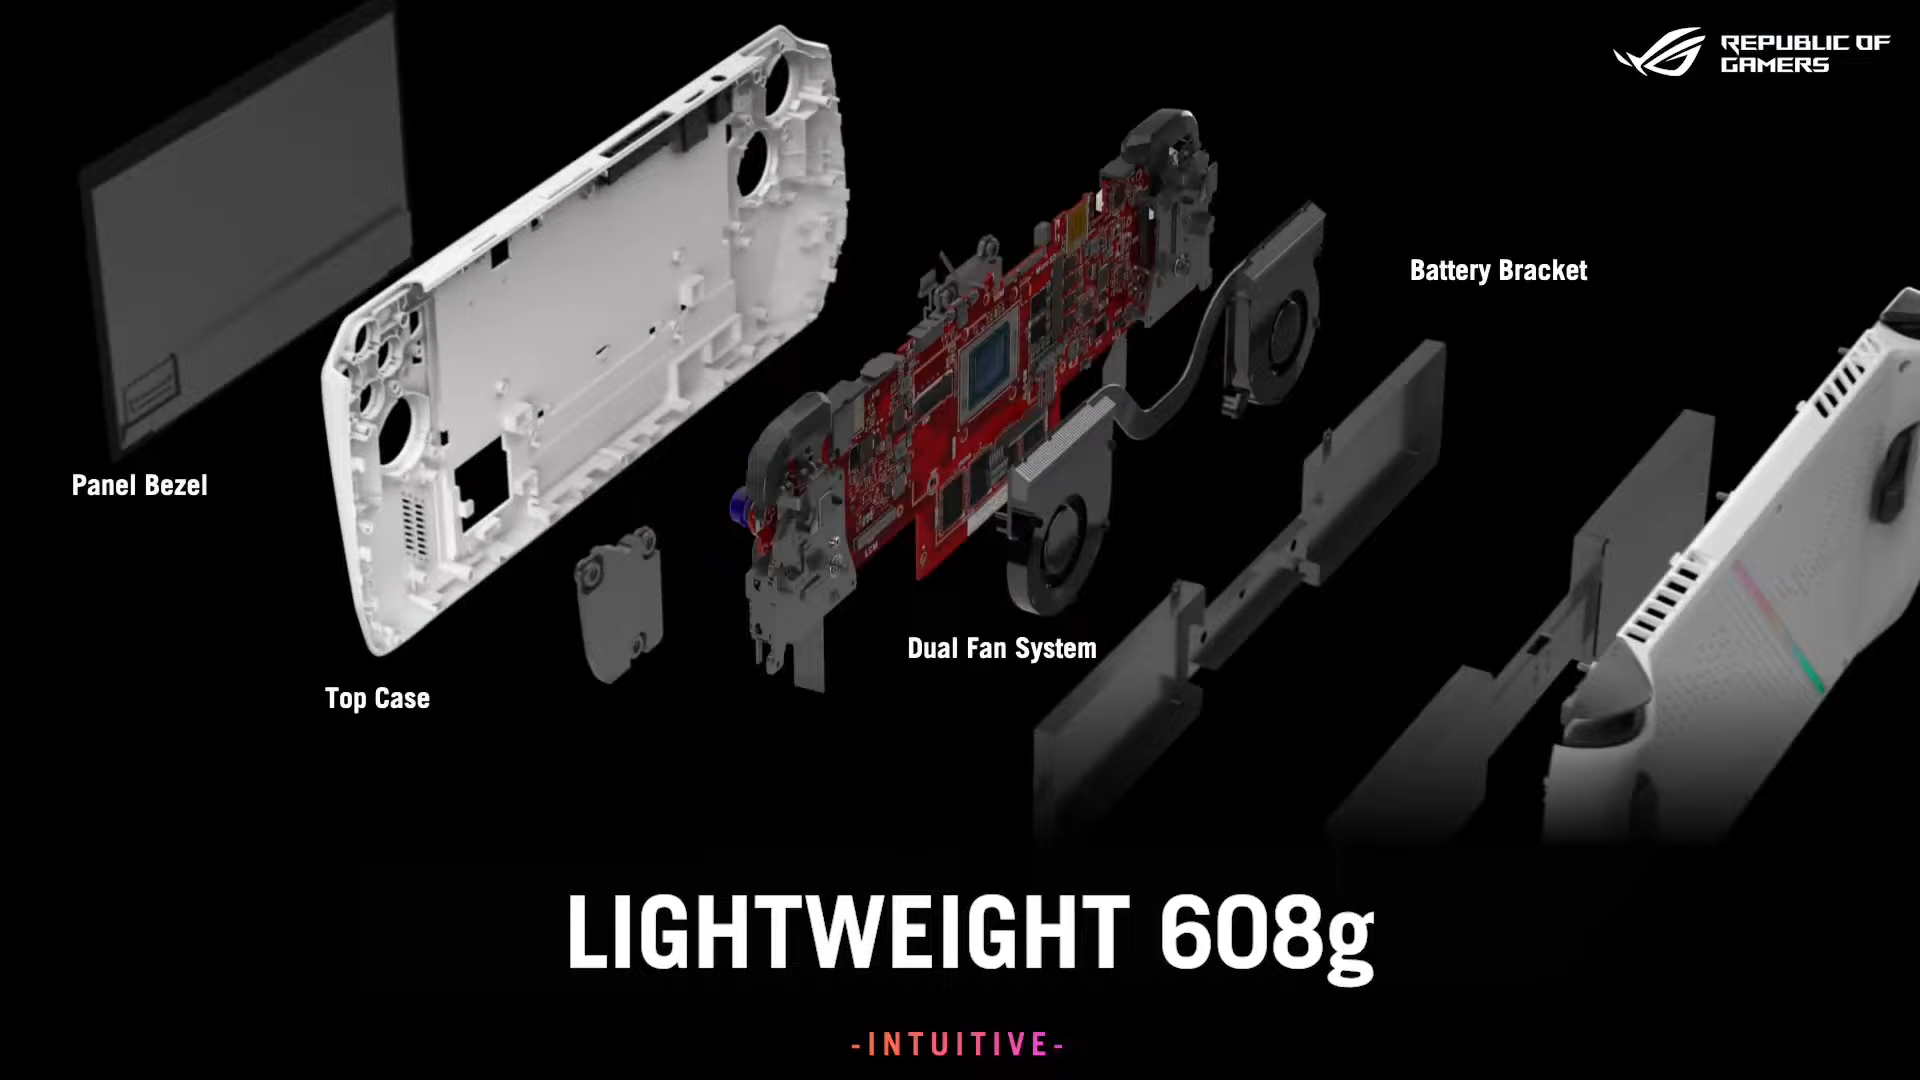 REPUBLIC OF
GAMERS
Battery Bracket
Panel Bezel
Dual Fan System
Top Case
LIGHTWEIGHT 608g
-INTUITIVE-